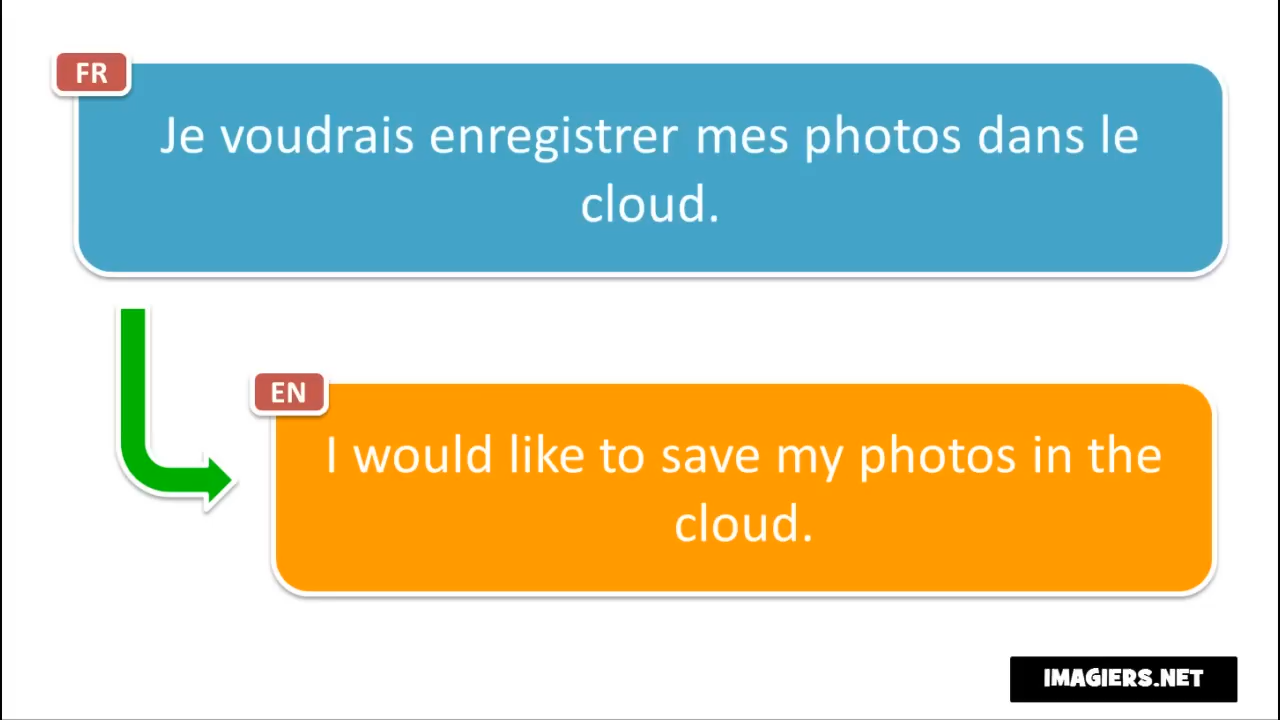 FR
Je voudrais enregistrer mes photos dans le
cloud.
EN
I would like to save my photos in the
cloud.
IMAGIERS.NET